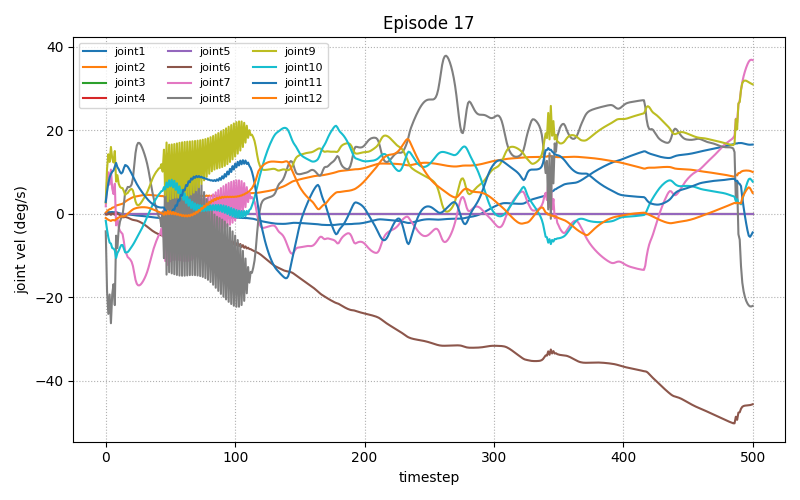 Episode 17
joint1 joint5 joint9
joint2 joint6 joint10
joint3 joint7 joint11
joint4 joint8 joint12
joint vel (deg/s)
40
20
0
−20
−40
0 100 200 300 400 500
timestep